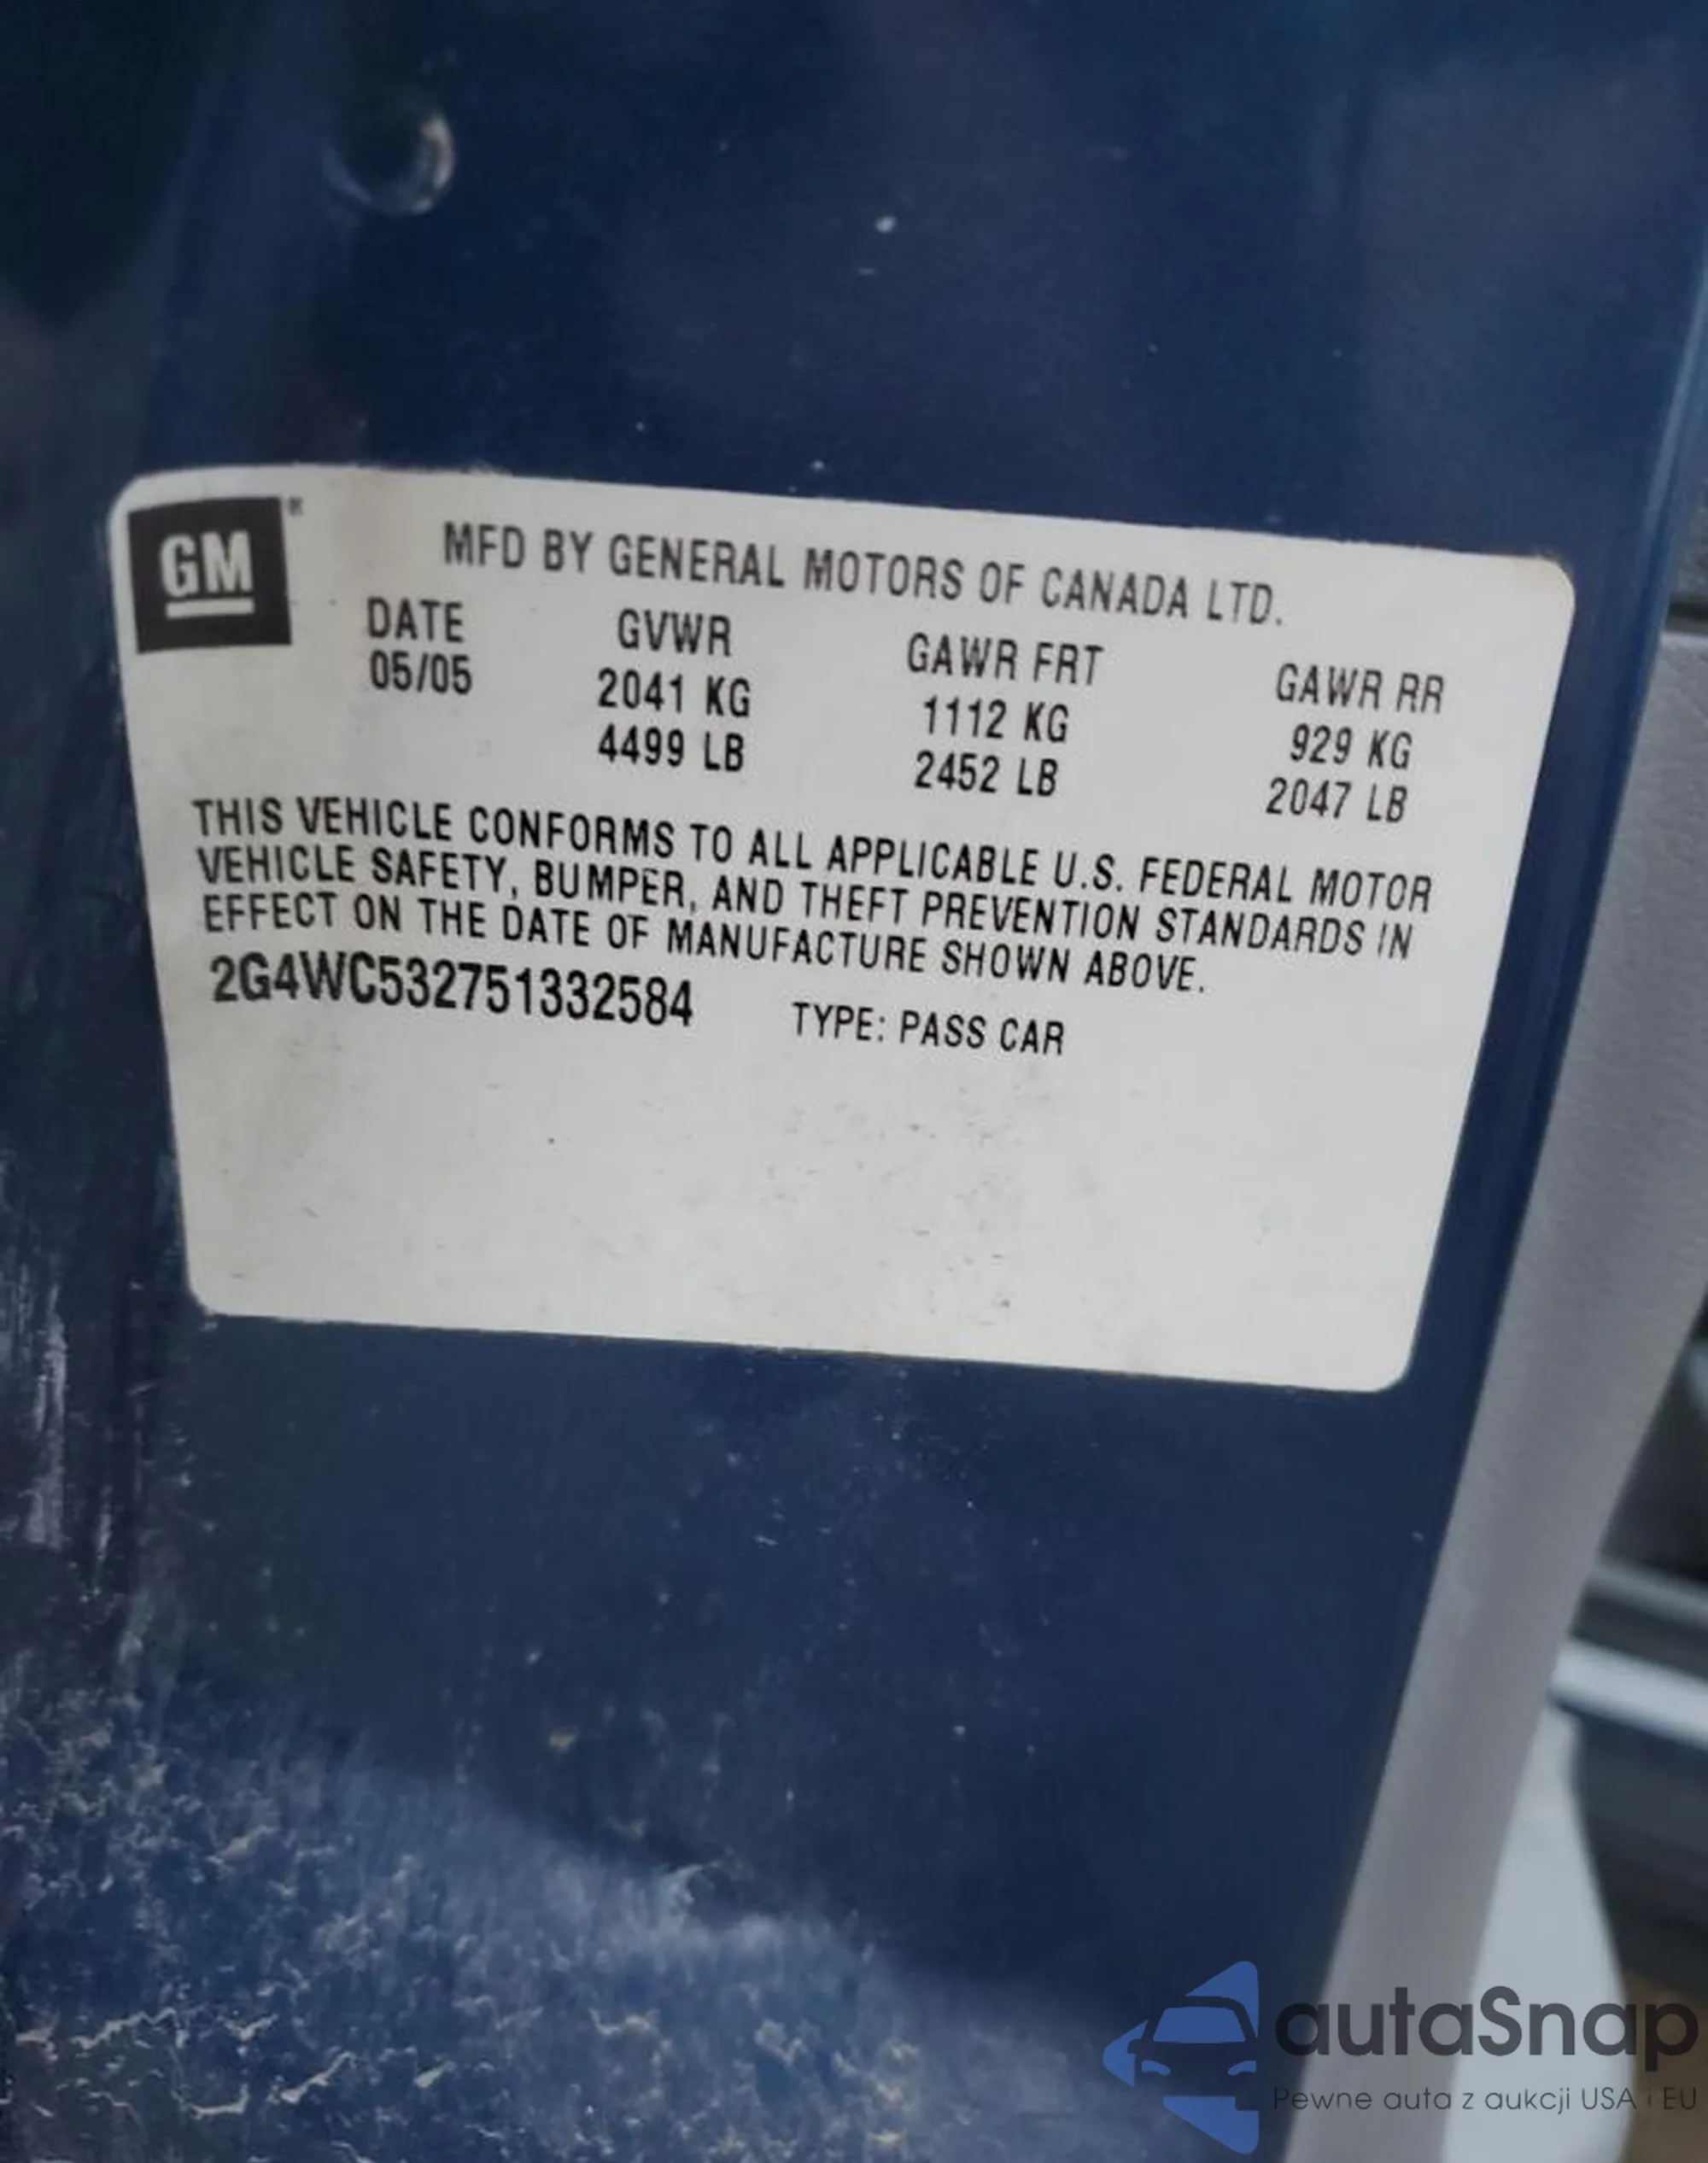 GM
MFD BY GENERAL MOTORS OF CANADA LTD.
DATE GVWR GAWR FRT GAWR RR
05/05 2041 KG 1112 KG 929 KG
4499 LB 2452 LB 2047 LB
THIS VEHICLE CONFORMS TO ALL APPLICABLE U.S. FEDERAL MOTOR
VEHICLE SAFETY, BUMPER, AND THEFT PREVENTION STANDARDS IN
EFFECT ON THE DATE OF MANUFACTURE SHOWN ABOVE.
2G4WC532751332584 TYPE: PASS CAR
autaSnap
Pewne auta z aukcji USA i EU